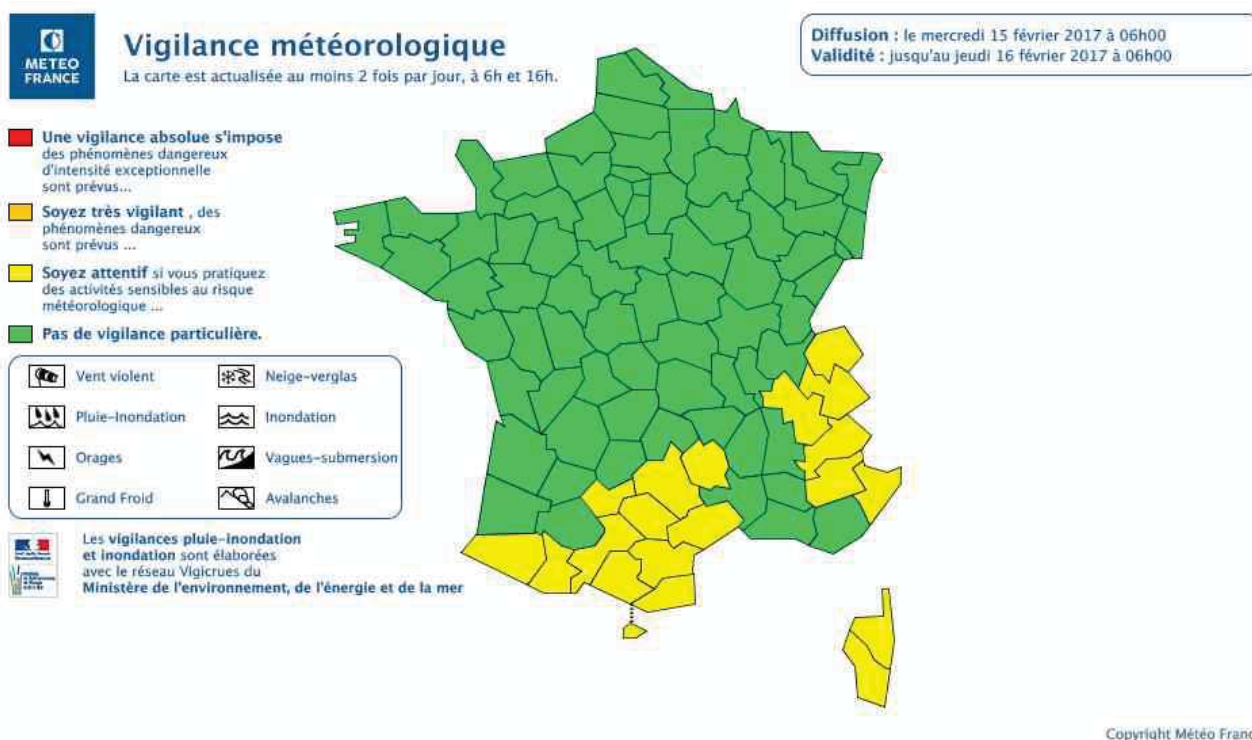 METEO
FRANCE
Vigilance météorologique
La carte est actualisée au moins 2 fois par jour, à 6h et 16h.
Diffusion : le mercredi 15 février 2017 à 06h00
Validité : jusqu'au jeudi 16 février 2017 à 06h00
Une vigilance absolue s'impose
des phénomènes dangereux
d'intensité exceptionnelle
sont prévus...
Soyez très vigilant , des
phénomènes dangereux
sont prévus ...
Soyez attentif si vous pratiquez
des activités sensibles au risque
météorologique ...
Pas de vigilance particulière.
Vent violent
Neige-verglas
Pluie-Inondation
Inondation
Orages
Vagues-submersion
Grand Froid
Avalanches
Les vigilances pluie-inondation
et inondation sont élaborées
avec le réseau Vigicrues du
Ministère de l'environnement, de l'énergie et de la mer
Copyright Météo Franc